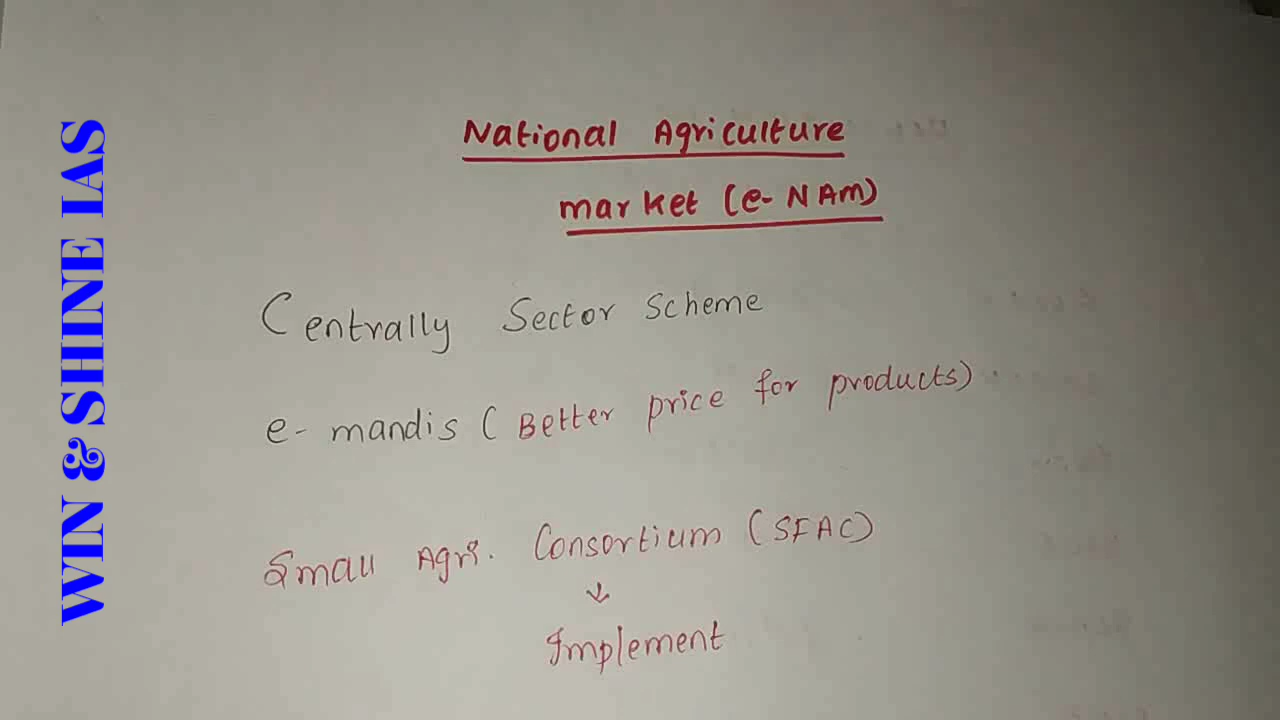 WIN & SHINE IAS
National Agriculture
market (e-NAm)
Centrally Sector Scheme
e-mandis (Better price for products)
Small Agri. Consortium (SFAC)
↓
Implement